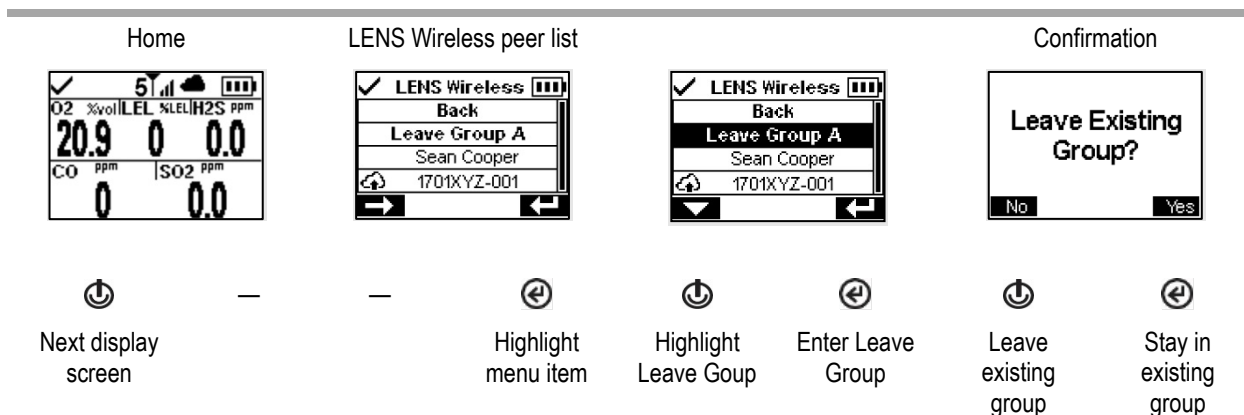 Home
LENS Wireless peer list
Confirmation
5
O2 %vol LEL %LEL H2S PPM
20.9 0 0.0
CO PPM SO2 PPM
0 0.0
LENS Wireless
Back
Leave Group A
Sean Cooper
1701XYZ-001
LENS Wireless
Back
Leave Group A
Sean Cooper
1701XYZ-001
Leave Existing
Group?
No Yes
— —
Next display
screen
Highlight
menu item
Highlight
Leave Goup
Enter Leave
Group
Leave
existing
group
Stay in
existing
group